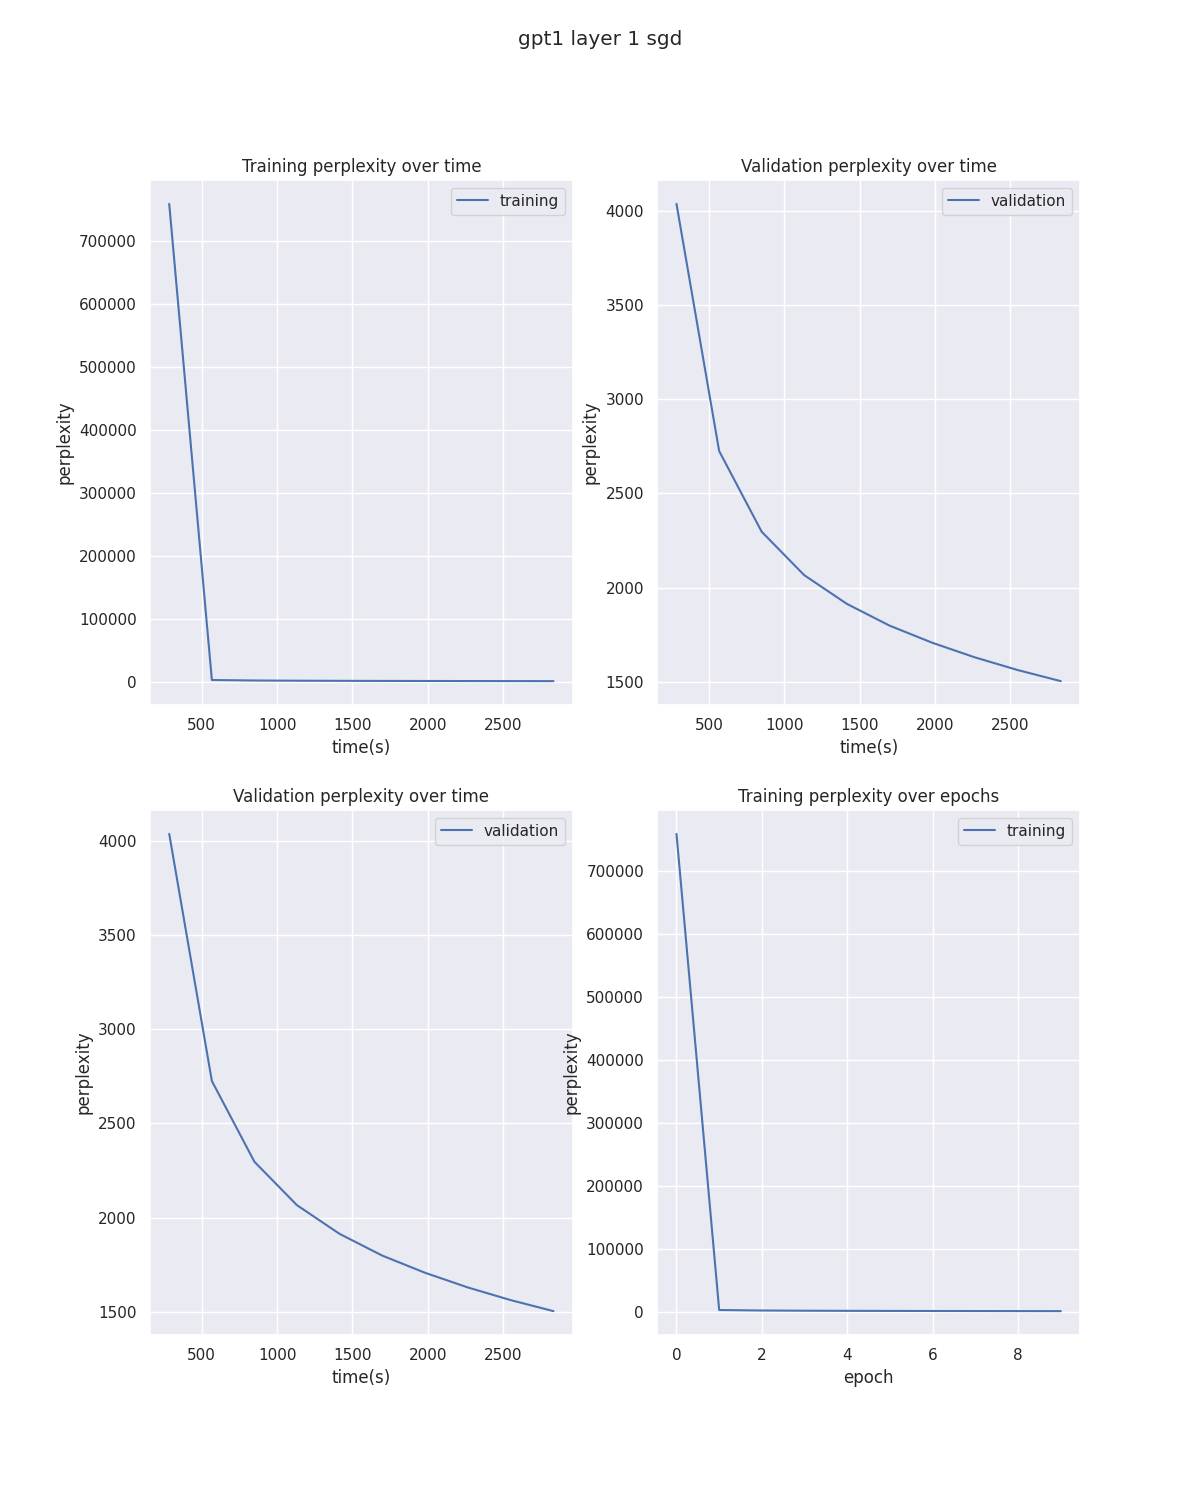 gpt1 layer 1 sgd
Training perplexity over time
training
700000
600000
500000
400000
300000
200000
100000
0
perplexity
500 1000 1500 2000 2500
time(s)
Validation perplexity over time
validation
4000
3500
3000
2500
2000
1500
perplexity
500 1000 1500 2000 2500
time(s)
Validation perplexity over time
validation
4000
3500
3000
2500
2000
1500
perplexity
500 1000 1500 2000 2500
time(s)
Training perplexity over epochs
training
700000
600000
500000
400000
300000
200000
100000
0
perplexity
0 2 4 6 8
epoch